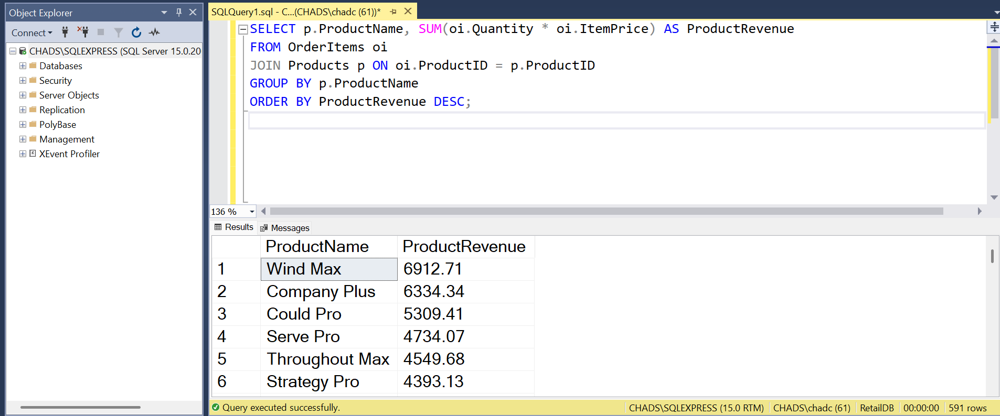 Object Explorer
Connect
CHADS\SQLEXPRESS (SQL Server 15.0.20
Databases
Security
Server Objects
Replication
PolyBase
Management
XEvent Profiler
SQLQuery1.sql - C...(CHADS\chadc (61))*
SELECT p.ProductName, SUM(oi.Quantity * oi.ItemPrice) AS ProductRevenue
FROM OrderItems oi
JOIN Products p ON oi.ProductID = p.ProductID
GROUP BY p.ProductName
ORDER BY ProductRevenue DESC;
136 %
Results Messages
ProductName ProductRevenue
1 Wind Max 6912.71
2 Company Plus 6334.34
3 Could Pro 5309.41
4 Serve Pro 4734.07
5 Throughout Max 4549.68
6 Strategy Pro 4393.13
Query executed successfully. CHADS\SQLEXPRESS (15.0 RTM) CHADS\chadc (61) RetailDB 00:00:00 591 rows